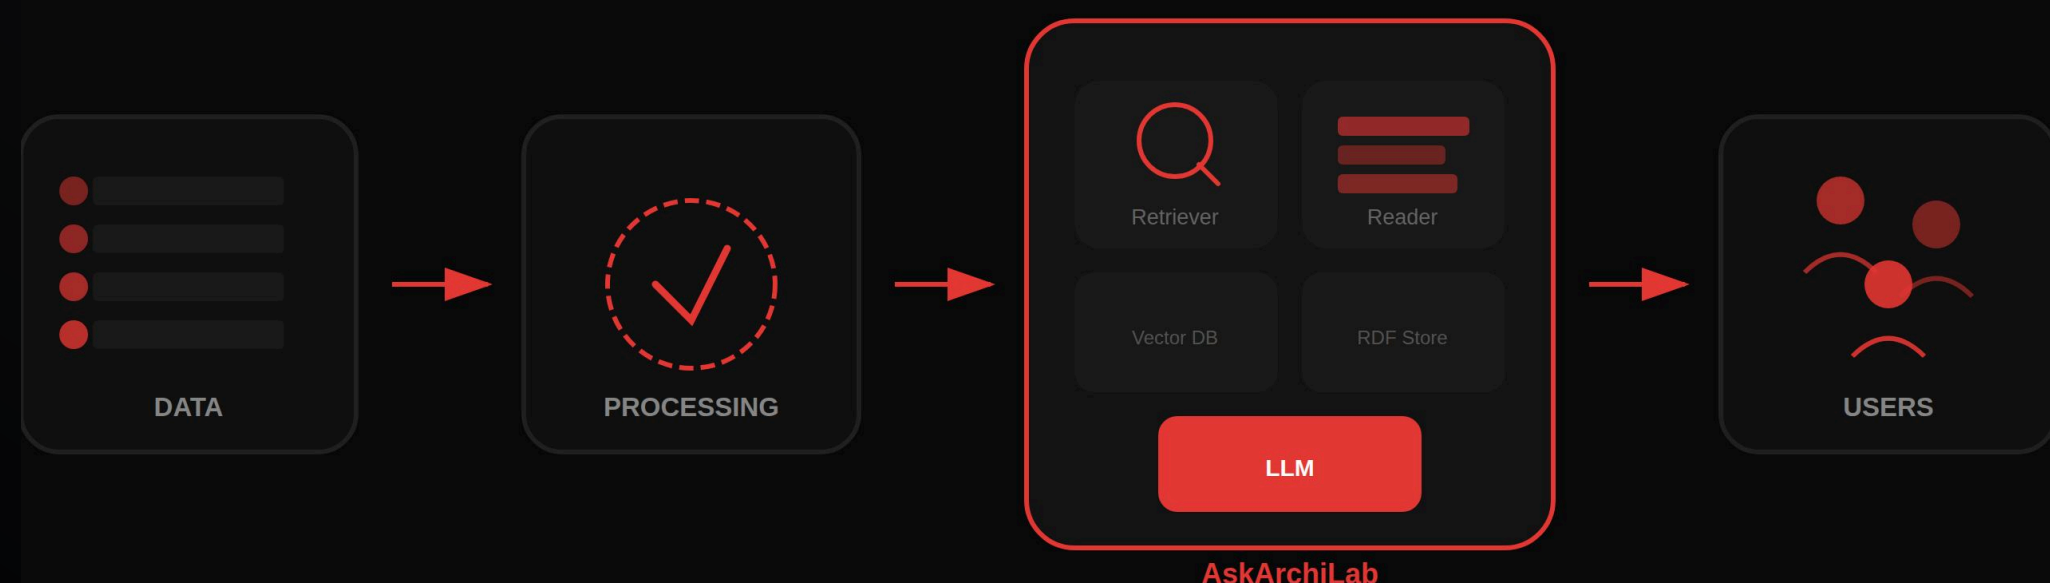 DATA
PROCESSING
Retriever
Reader
Vector DB
RDF Store
LLM
AskArchiLab
USERS